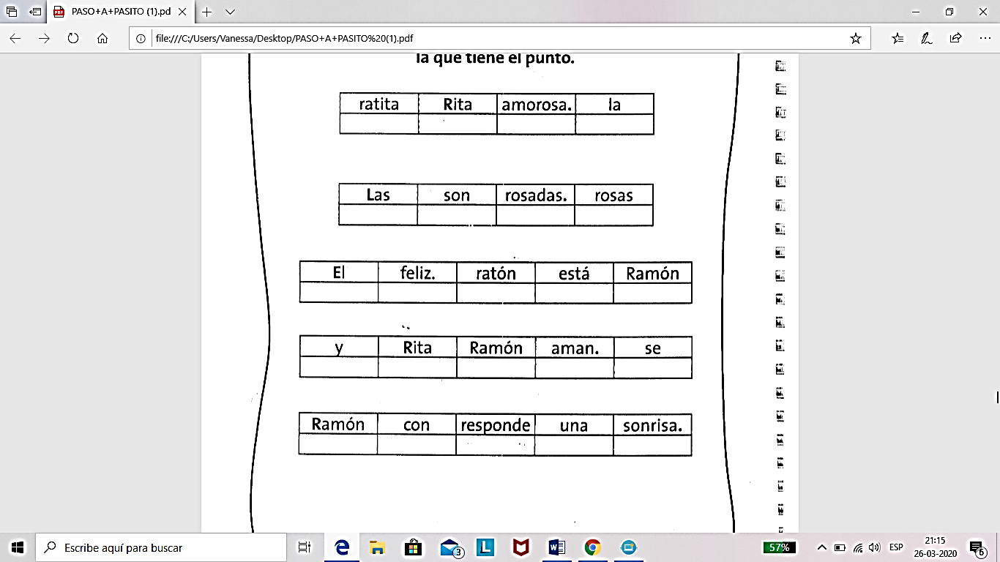 PASO+A+PASITO (1).pd
file:///C:/Users/Vanessa/Desktop/PASO+A+PASITO%20(1).pdf
la que tiene el punto.
ratita Rita amorosa. la
Las son rosadas. rosas
El feliz. ratón está Ramón
y Rita Ramón aman. se
Ramón con responde una sonrisa.
Escribe aquí para buscar
3
L
W
57%
ESP
21:15
26-03-2020
6